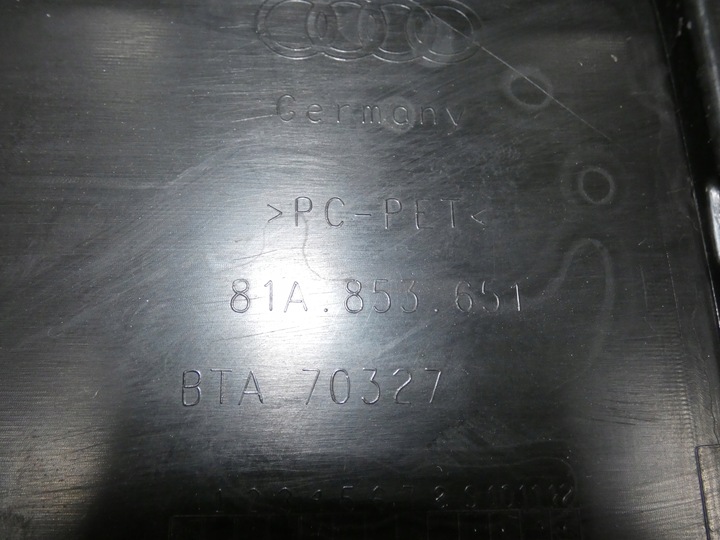 Germany
>PC-PET<
81A.853.651
BTA 70327